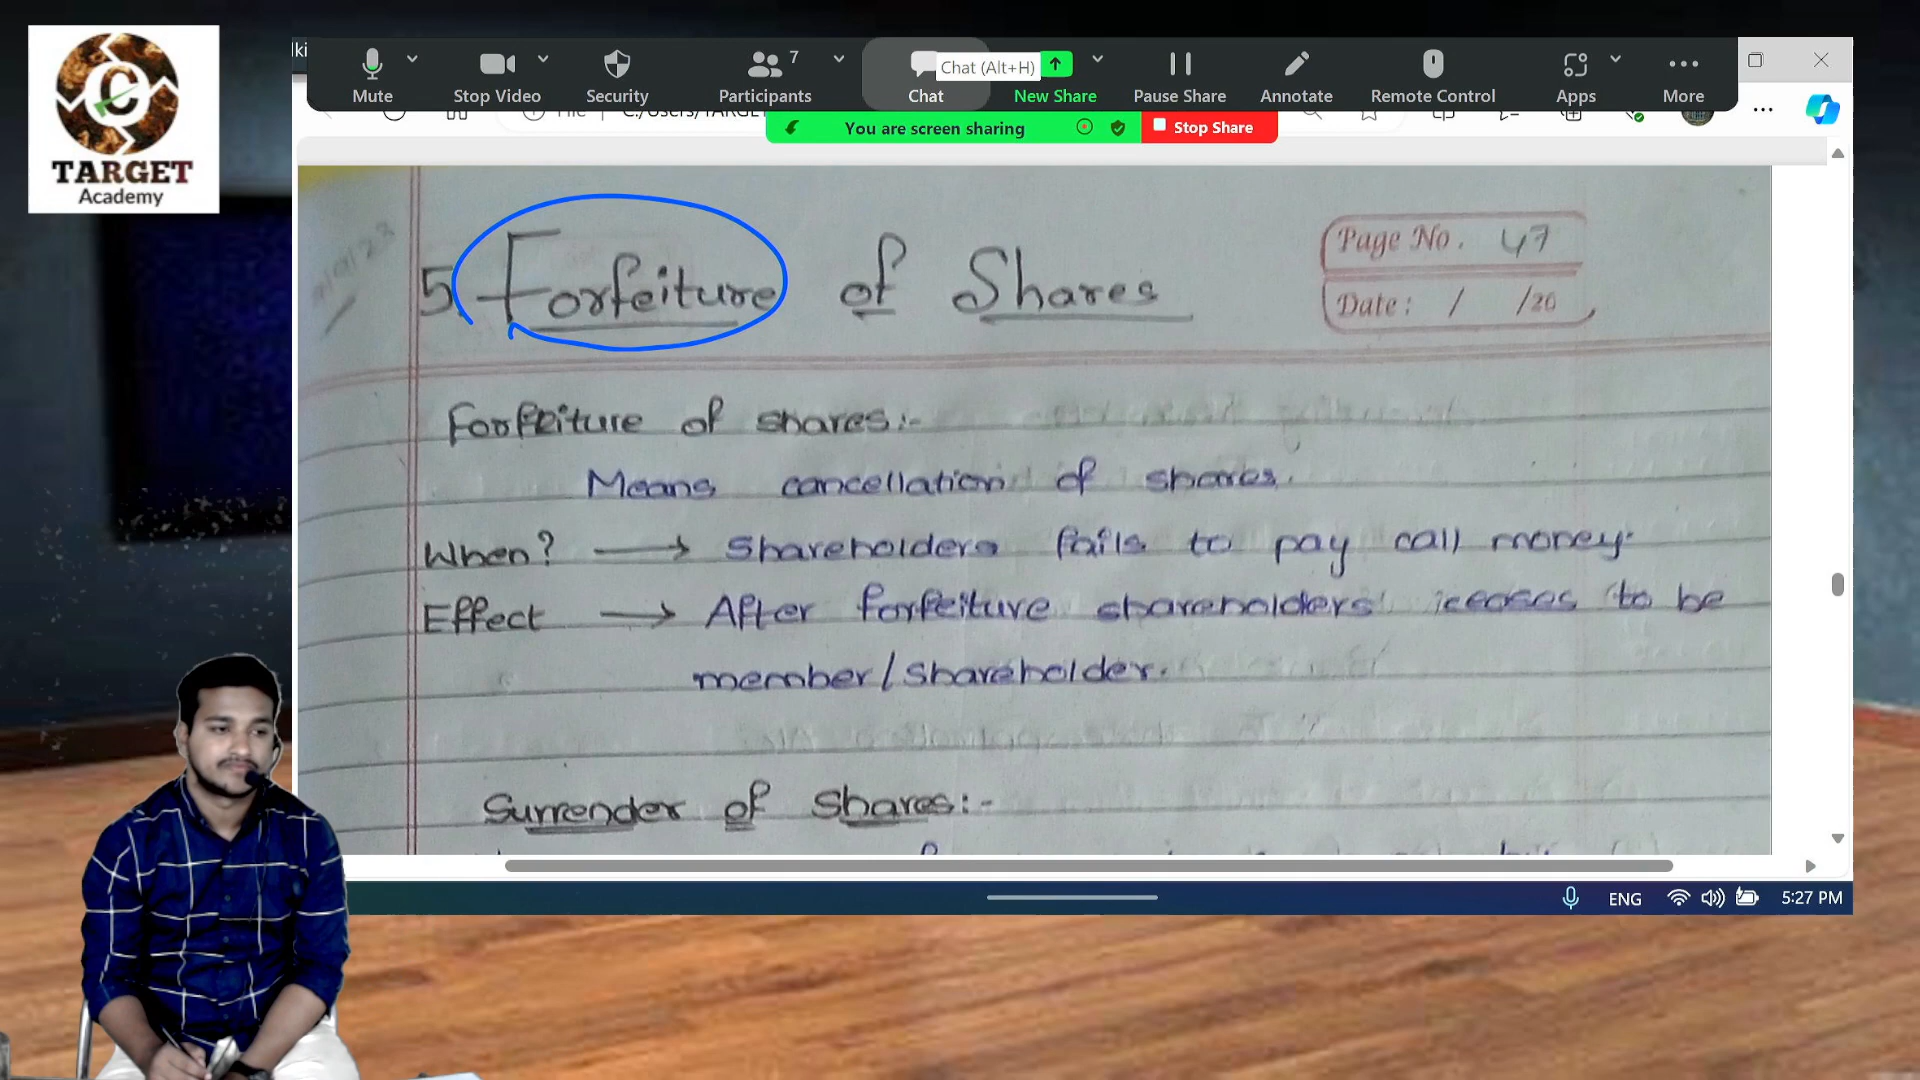 TARGET
Academy
lki
7
Chat (Alt+H)
Mute
Stop Video
Security
Participants
Chat
New Share
Pause Share
Annotate
Remote Control
Apps
More
You are screen sharing
Stop Share
5 Forfeiture of Shares
Page No. 47
Date: / /20
Forfeiture of shares:-
Means cancellation of shares.
When? → Shareholders fails to pay call money.
Effect → After forfeiture shareholders ceases to be
member/shareholder.
Surrender of Shares:-
ENG
5:27 PM